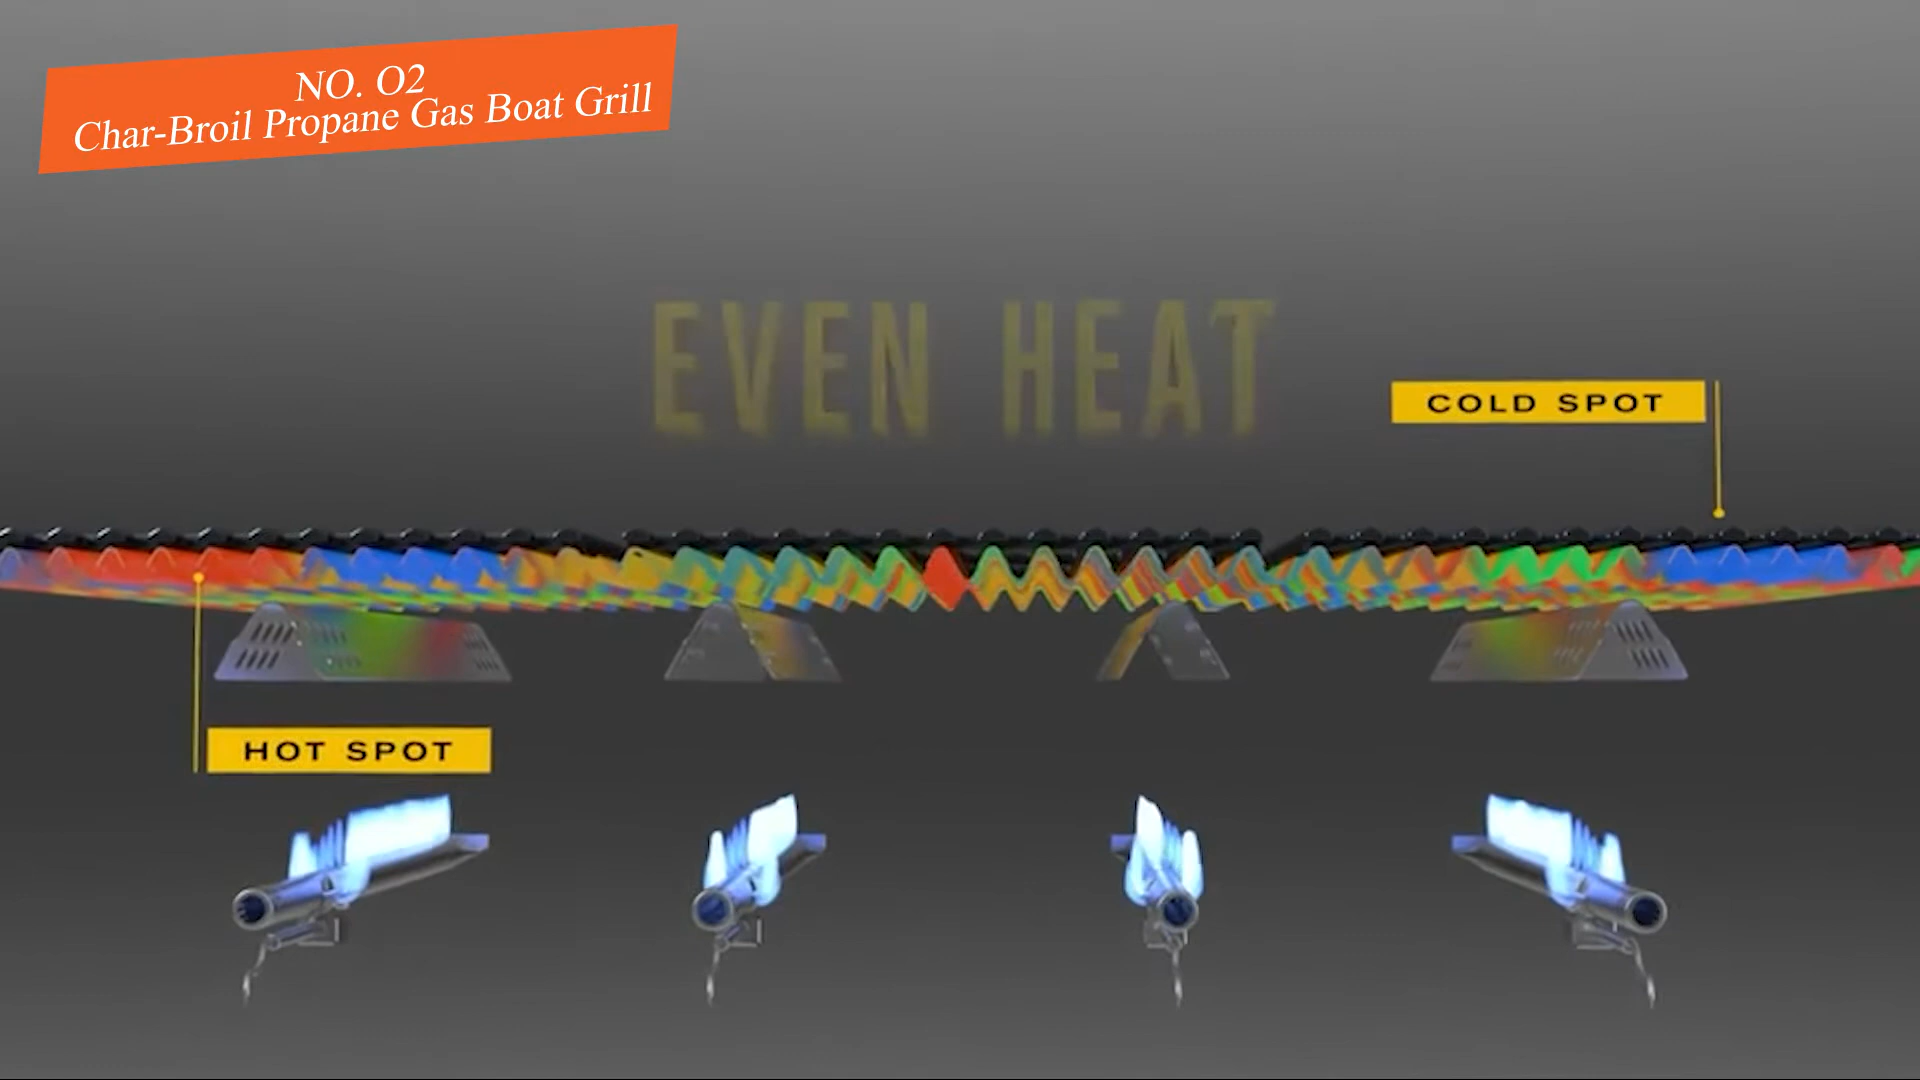 NO. O2
Char-Broil Propane Gas Boat Grill
EVEN HEAT
COLD SPOT
HOT SPOT